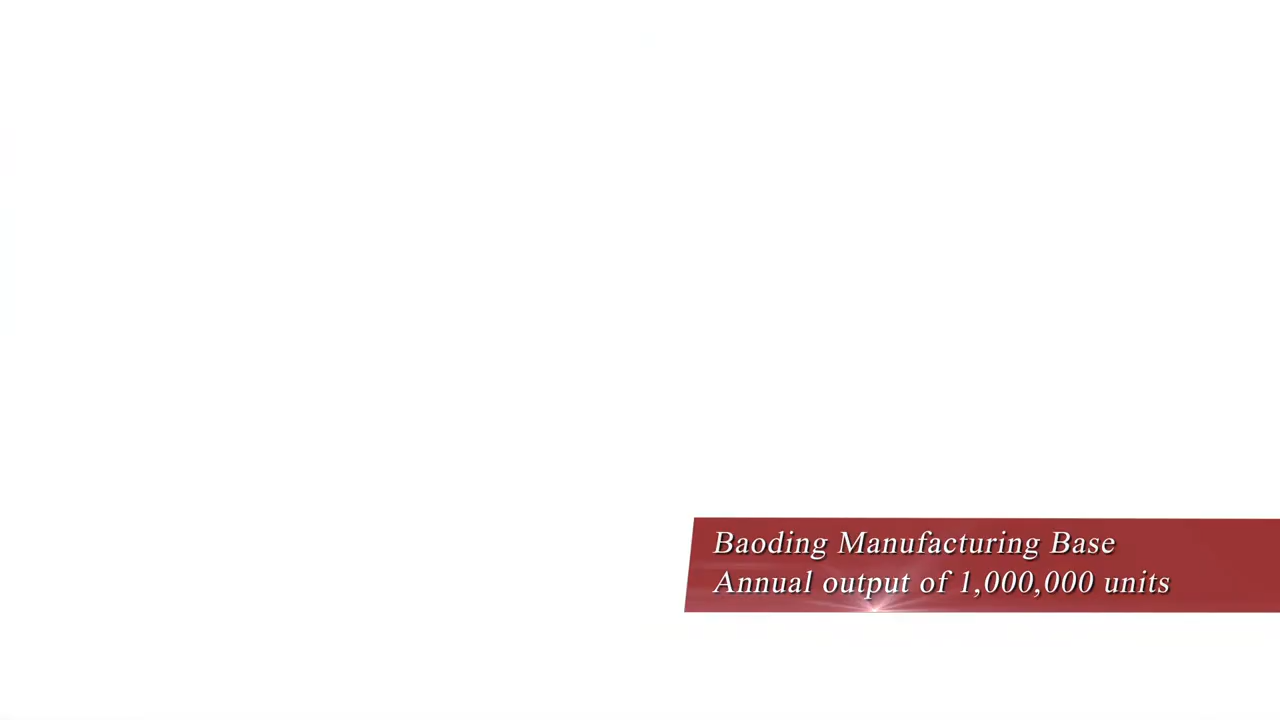 Baoding Manufacturing Base
Annual output of 1,000,000 units